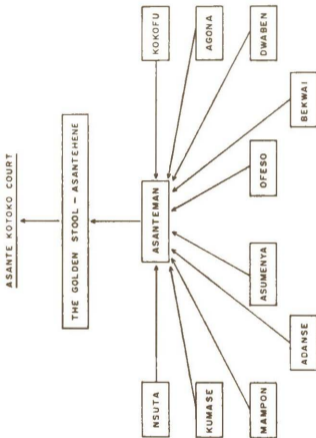 ASANTE KOTOKO COURT
THE GOLDEN STOOL – ASANTEHENE
ASANTEMAN
NSUTA
KUMASE
MAMPON
ADANSE
ASUMENYA
OFESO
BEKWAI
DWABEN
AGONA
KOKOFU